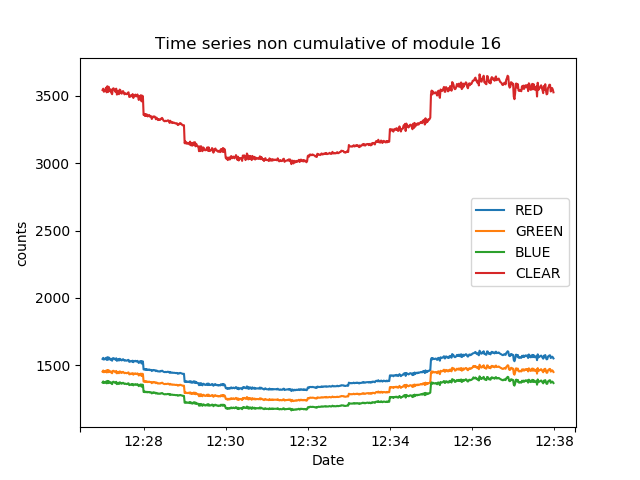 Time series non cumulative of module 16
counts
3500
3000
2500
2000
1500
RED
GREEN
BLUE
CLEAR
12:28
12:30
12:32
12:34
12:36
12:38
Date